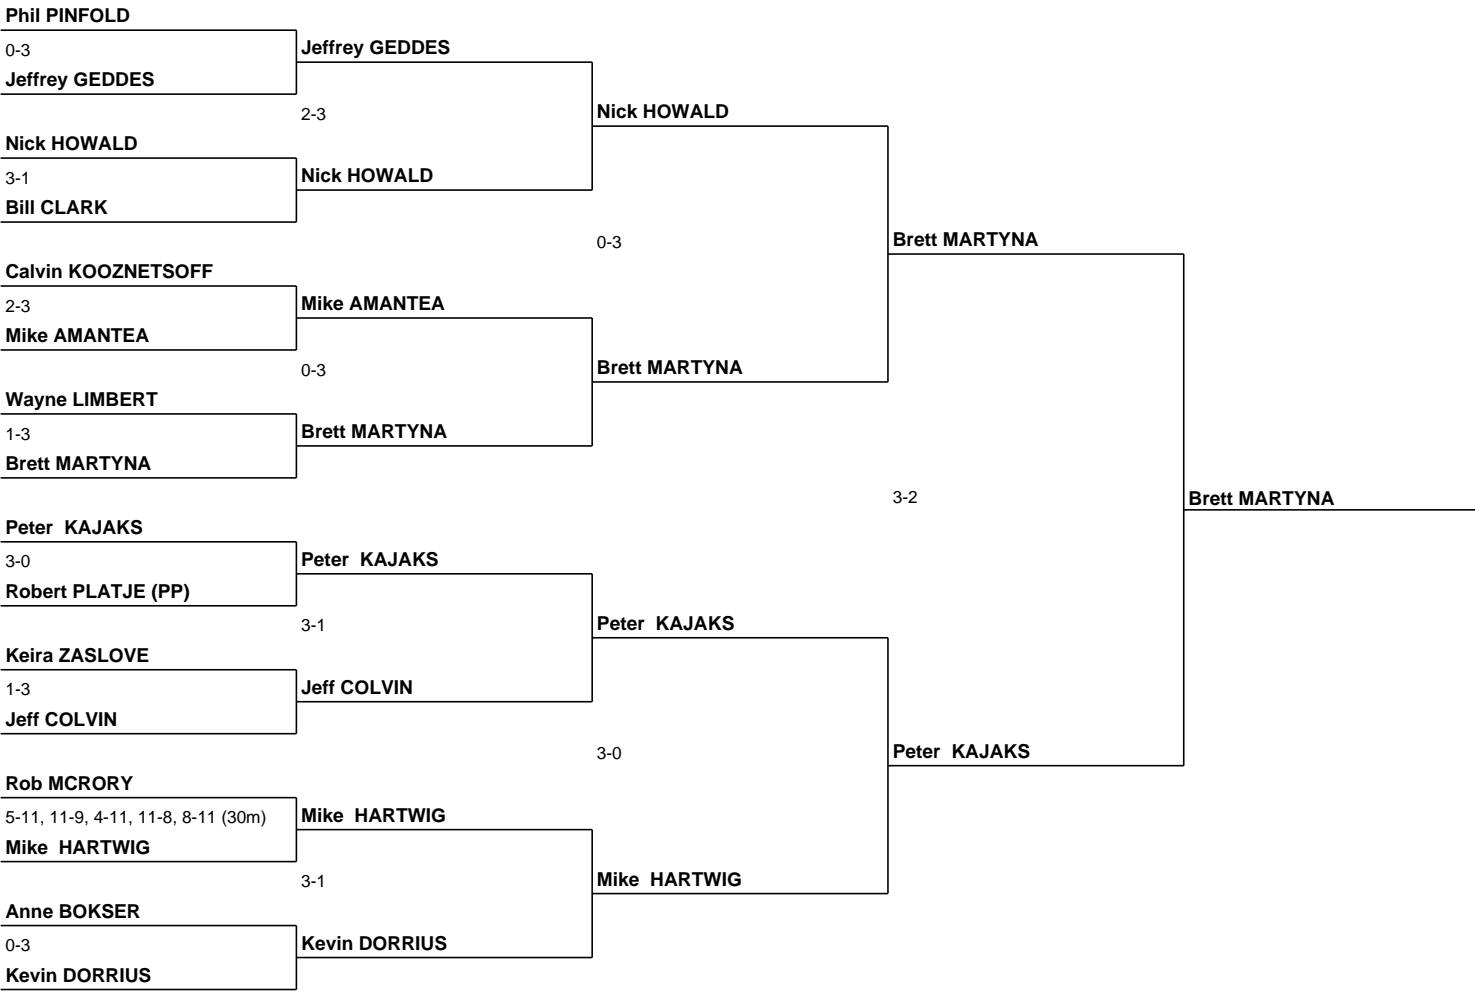 Phil PINFOLD
0-3
Jeffrey GEDDES
Nick HOWALD
3-1
Bill CLARK
Calvin KOOZNETSOFF
2-3
Mike AMANTEA
Wayne LIMBERT
1-3
Brett MARTYNA
Peter  KAJAKS
3-0
Robert PLATJE (PP)
Keira ZASLOVE
1-3
Jeff COLVIN
Rob MCRORY
5-11, 11-9, 4-11, 11-8, 8-11 (30m)
Mike  HARTWIG
Anne BOKSER
0-3
Kevin DORRIUS
Jeffrey GEDDES
2-3
Nick HOWALD
Mike AMANTEA
0-3
Brett MARTYNA
Peter  KAJAKS
3-1
Jeff COLVIN
Mike  HARTWIG
3-1
Kevin DORRIUS
Nick HOWALD
0-3
Brett MARTYNA
Peter  KAJAKS
3-0
Mike  HARTWIG
Brett MARTYNA
3-2
Peter  KAJAKS
Brett MARTYNA